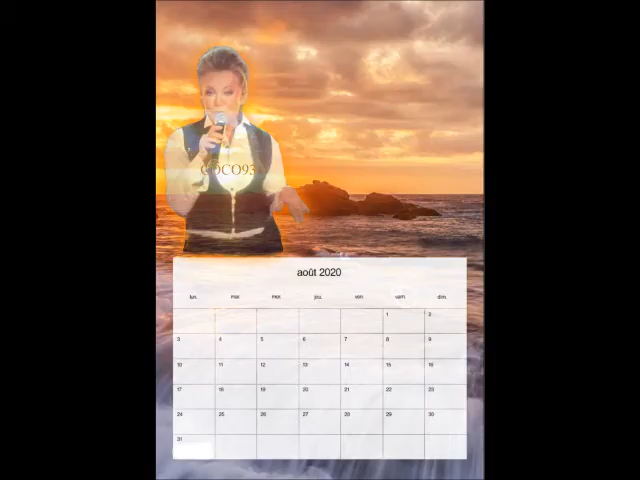 COCO93
août 2020
lun. mar. mer. jeu. ven. sam. dim.
1 2
3 4 5 6 7 8 9
10 11 12 13 14 15 16
17 18 19 20 21 22 23
24 25 26 27 28 29 30
31